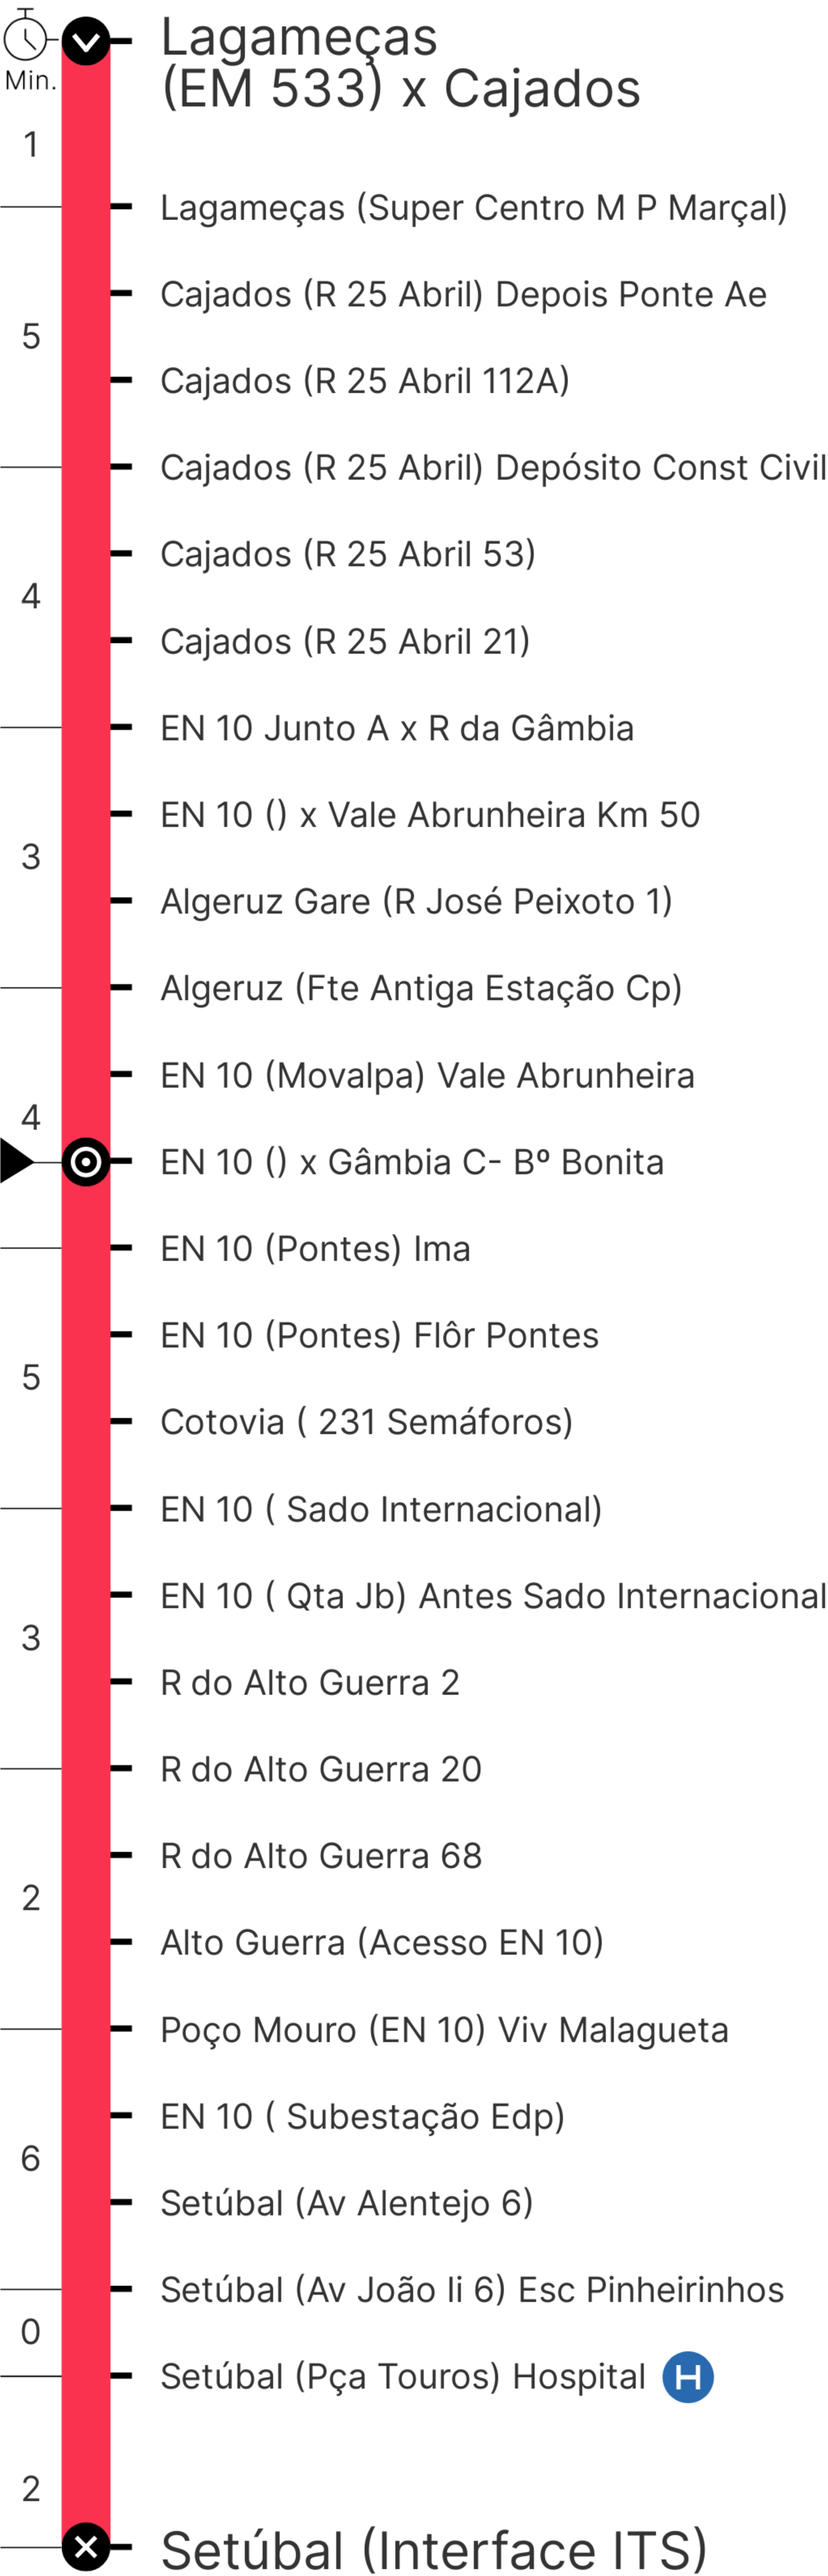 Min.
Lagameças
(EM 533) x Cajados
1
Lagameças (Super Centro M P Marçal)
Cajados (R 25 Abril) Depois Ponte Ae
5
Cajados (R 25 Abril 112A)
Cajados (R 25 Abril) Depósito Const Civil
Cajados (R 25 Abril 53)
4
Cajados (R 25 Abril 21)
EN 10 Junto A x R da Gâmbia
EN 10 () x Vale Abrunheira Km 50
3
Algeruz Gare (R José Peixoto 1)
Algeruz (Fte Antiga Estação Cp)
EN 10 (Movalpa) Vale Abrunheira
4
EN 10 () x Gâmbia C- Bº Bonita
EN 10 (Pontes) Ima
EN 10 (Pontes) Flôr Pontes
5
Cotovia ( 231 Semáforos)
EN 10 ( Sado Internacional)
EN 10 ( Qta Jb) Antes Sado Internacional
3
R do Alto Guerra 2
R do Alto Guerra 20
R do Alto Guerra 68
2
Alto Guerra (Acesso EN 10)
Poço Mouro (EN 10) Viv Malagueta
EN 10 ( Subestação Edp)
6
Setúbal (Av Alentejo 6)
Setúbal (Av João Ii 6) Esc Pinheirinhos
0
Setúbal (Pça Touros) Hospital H
2
Setúbal (Interface ITS)